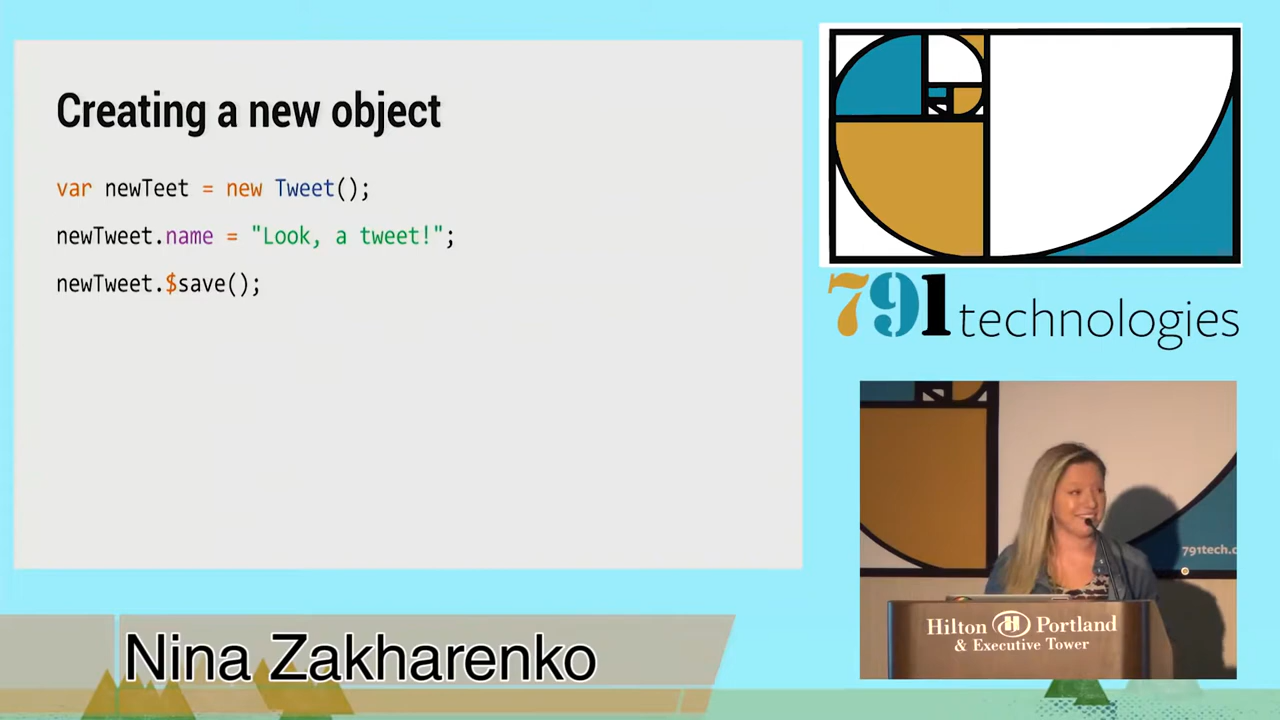 Creating a new object
var newTeet = new Tweet();
newTweet.name = "Look, a tweet!";
newTweet.$save();
791 technologies
791tech.c
Hilton Portland
& Executive Tower
Nina Zakharenko